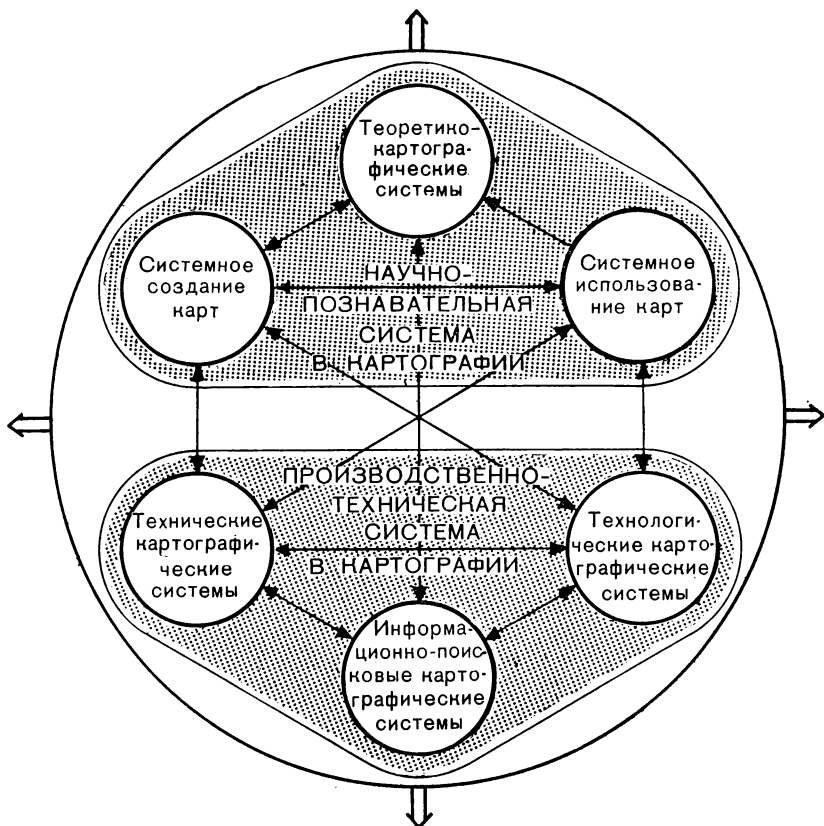 Теоретико-
картогра-
фические
системы
Системное
создание
карт
Системное
использова-
ние карт
НАУЧНО-
ПОЗНАВАТЕЛЬНАЯ
СИСТЕМА
В КАРТОГРАФИИ
ПРОИЗВОДСТВЕННО-
ТЕХНИЧЕСКАЯ
СИСТЕМА
В КАРТОГРАФИИ
Технические
картографи-
ческие
системы
Технологи-
ческие карто-
графические
системы
Информа-
ционно-поис-
ковые карто-
графические
системы